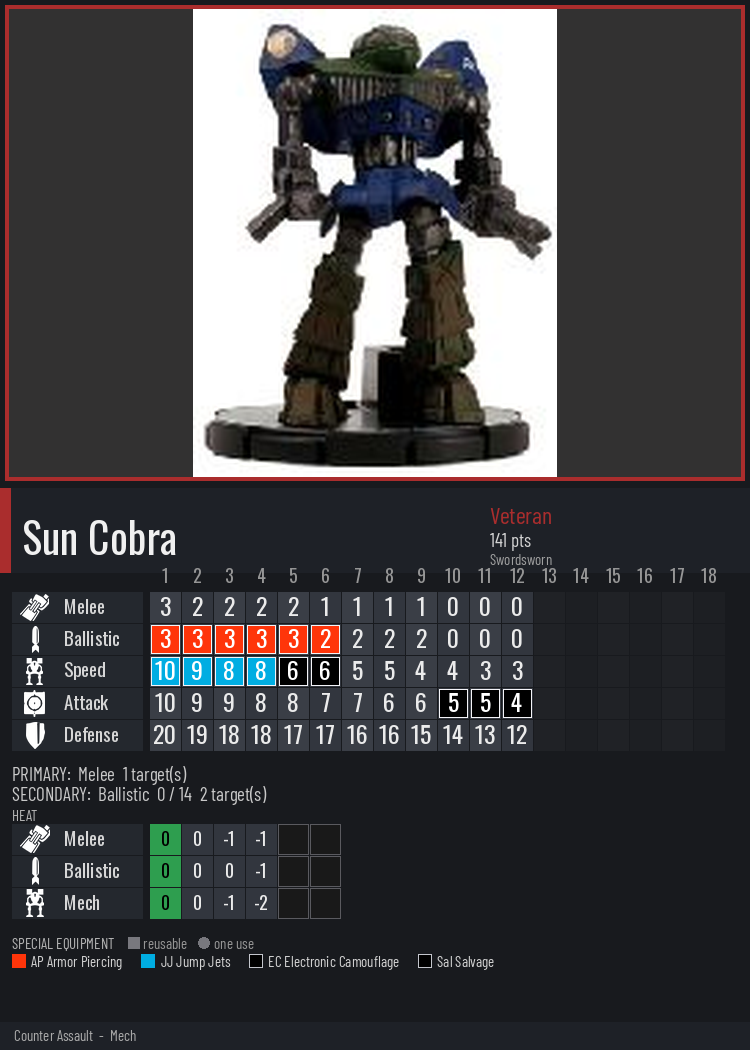 Sun Cobra
Veteran
141 pts
Swordsworn
1 2 3 4 5 6 7 8 9 10 11 12 13 14 15 16 17 18
Melee 3 2 2 2 2 1 1 1 1 0 0 0
Ballistic 3 3 3 3 3 2 2 2 2 0 0 0
Speed 10 9 8 8 6 6 5 5 4 4 3 3
Attack 10 9 9 8 8 7 7 6 6 5 5 4
Defense 20 19 18 18 17 17 16 16 15 14 13 12
PRIMARY: Melee 1 target(s)
SECONDARY: Ballistic 0 / 14 2 target(s)
HEAT
Melee 0 0 -1 -1
Ballistic 0 0 0 -1
Mech 0 0 -1 -2
SPECIAL EQUIPMENT reusable one use
AP Armor Piercing JJ Jump Jets EC Electronic Camouflage Sal Salvage
Counter Assault - Mech